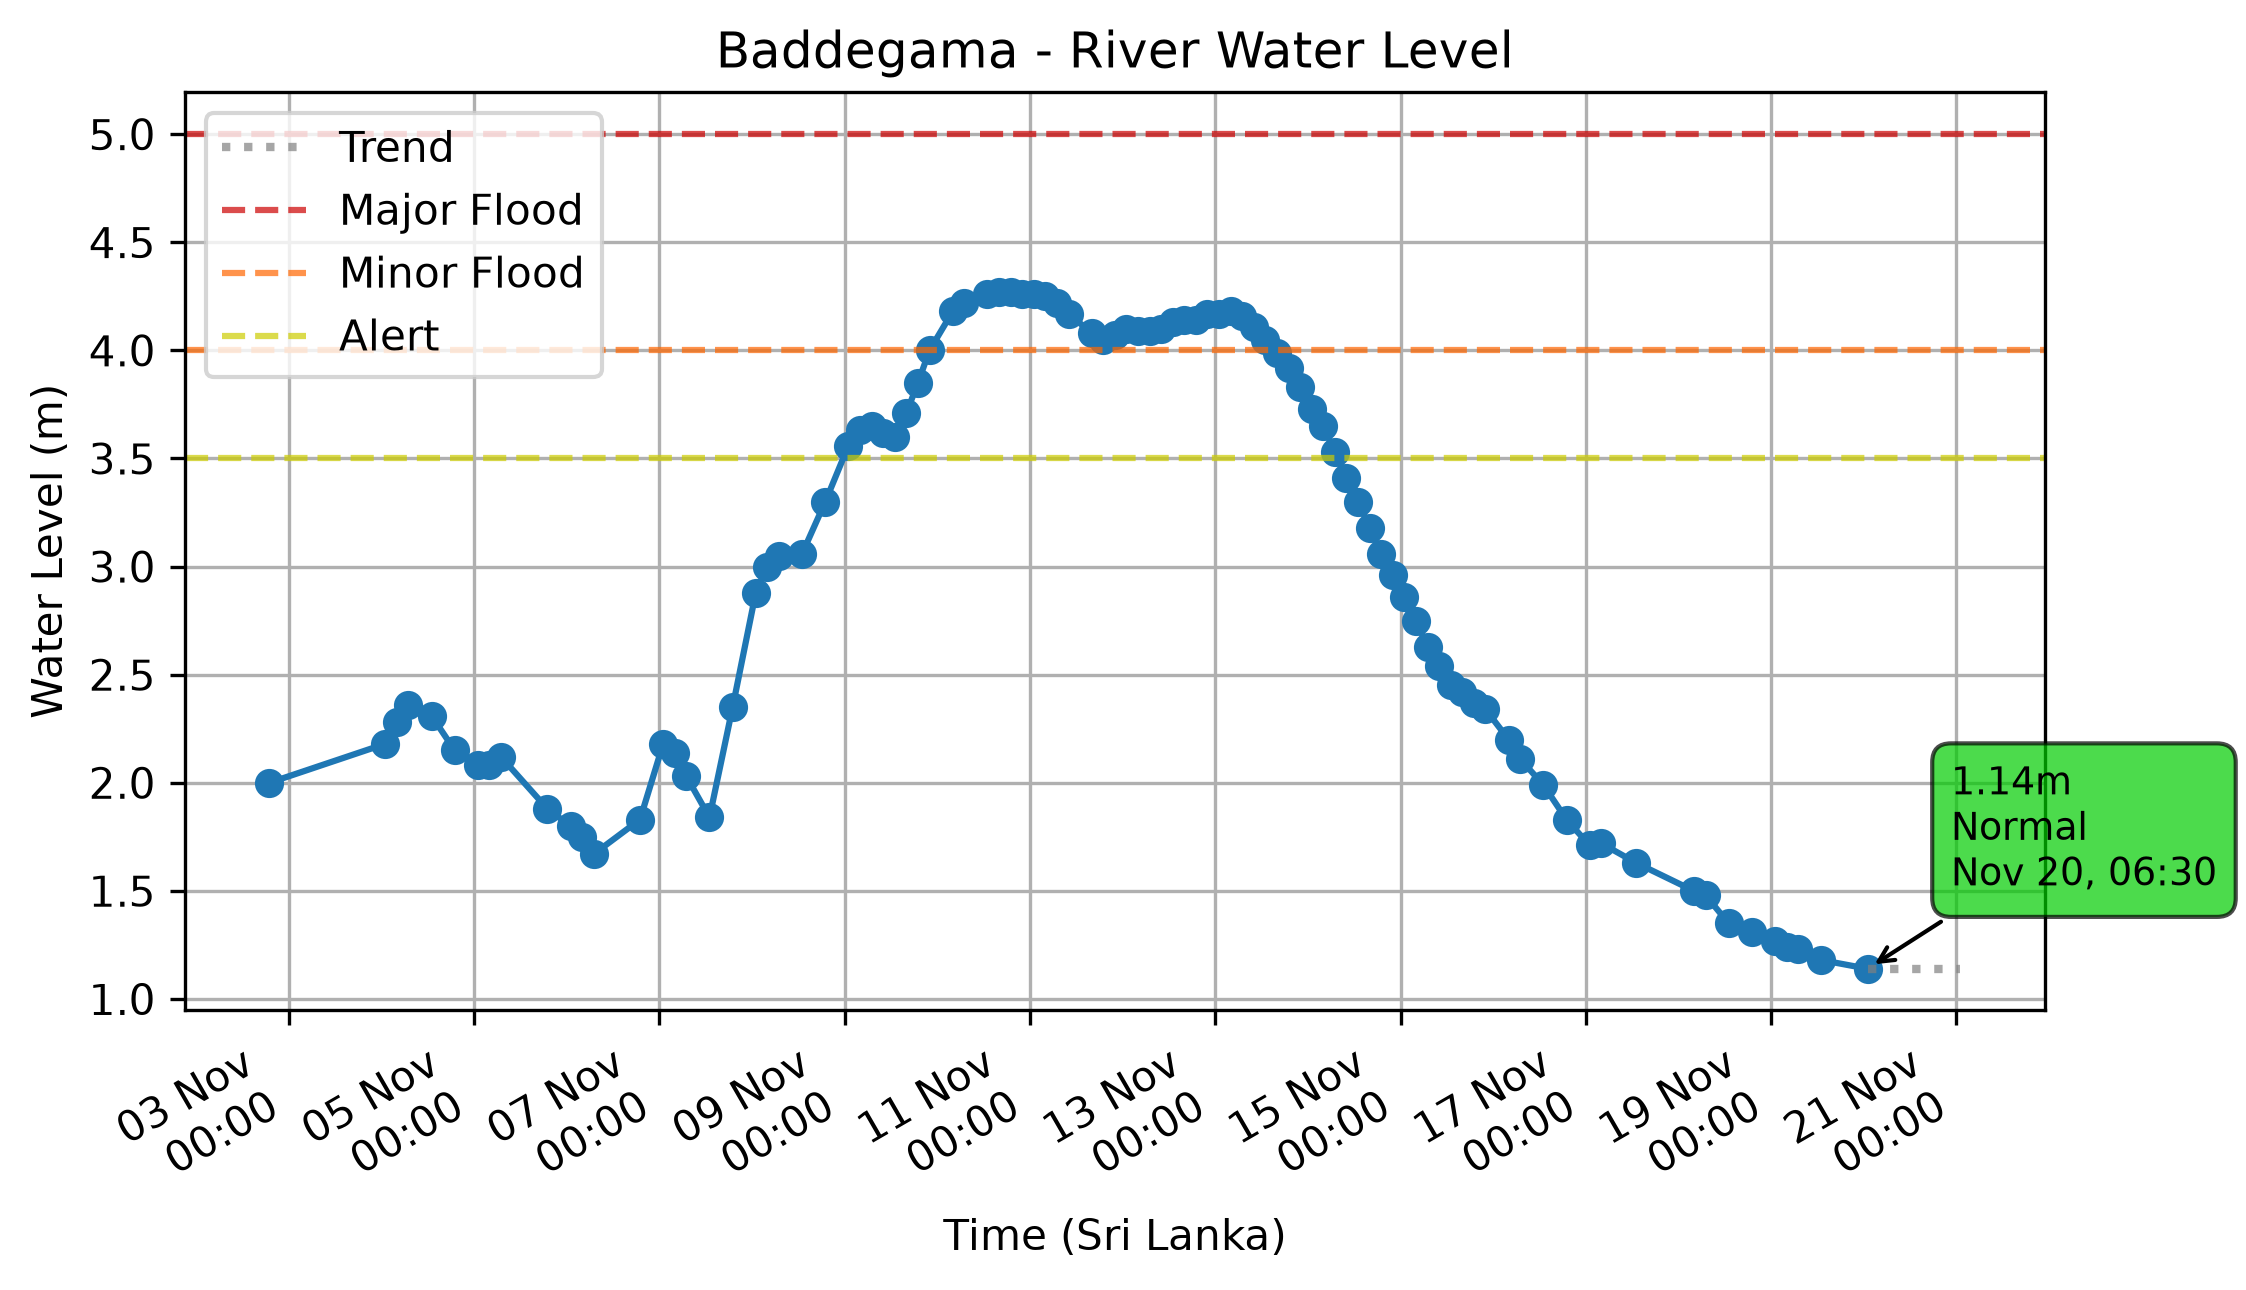 Baddegama - River Water Level
Trend
Major Flood
Minor Flood
Alert
5.0
4.5
4.0
3.5
3.0
2.5
2.0
1.5
1.0
Water Level (m)
1.14m
Normal
Nov 20, 06:30
03 Nov
00:00
05 Nov
00:00
07 Nov
00:00
09 Nov
00:00
11 Nov
00:00
13 Nov
00:00
15 Nov
00:00
17 Nov
00:00
19 Nov
00:00
21 Nov
00:00
Time (Sri Lanka)